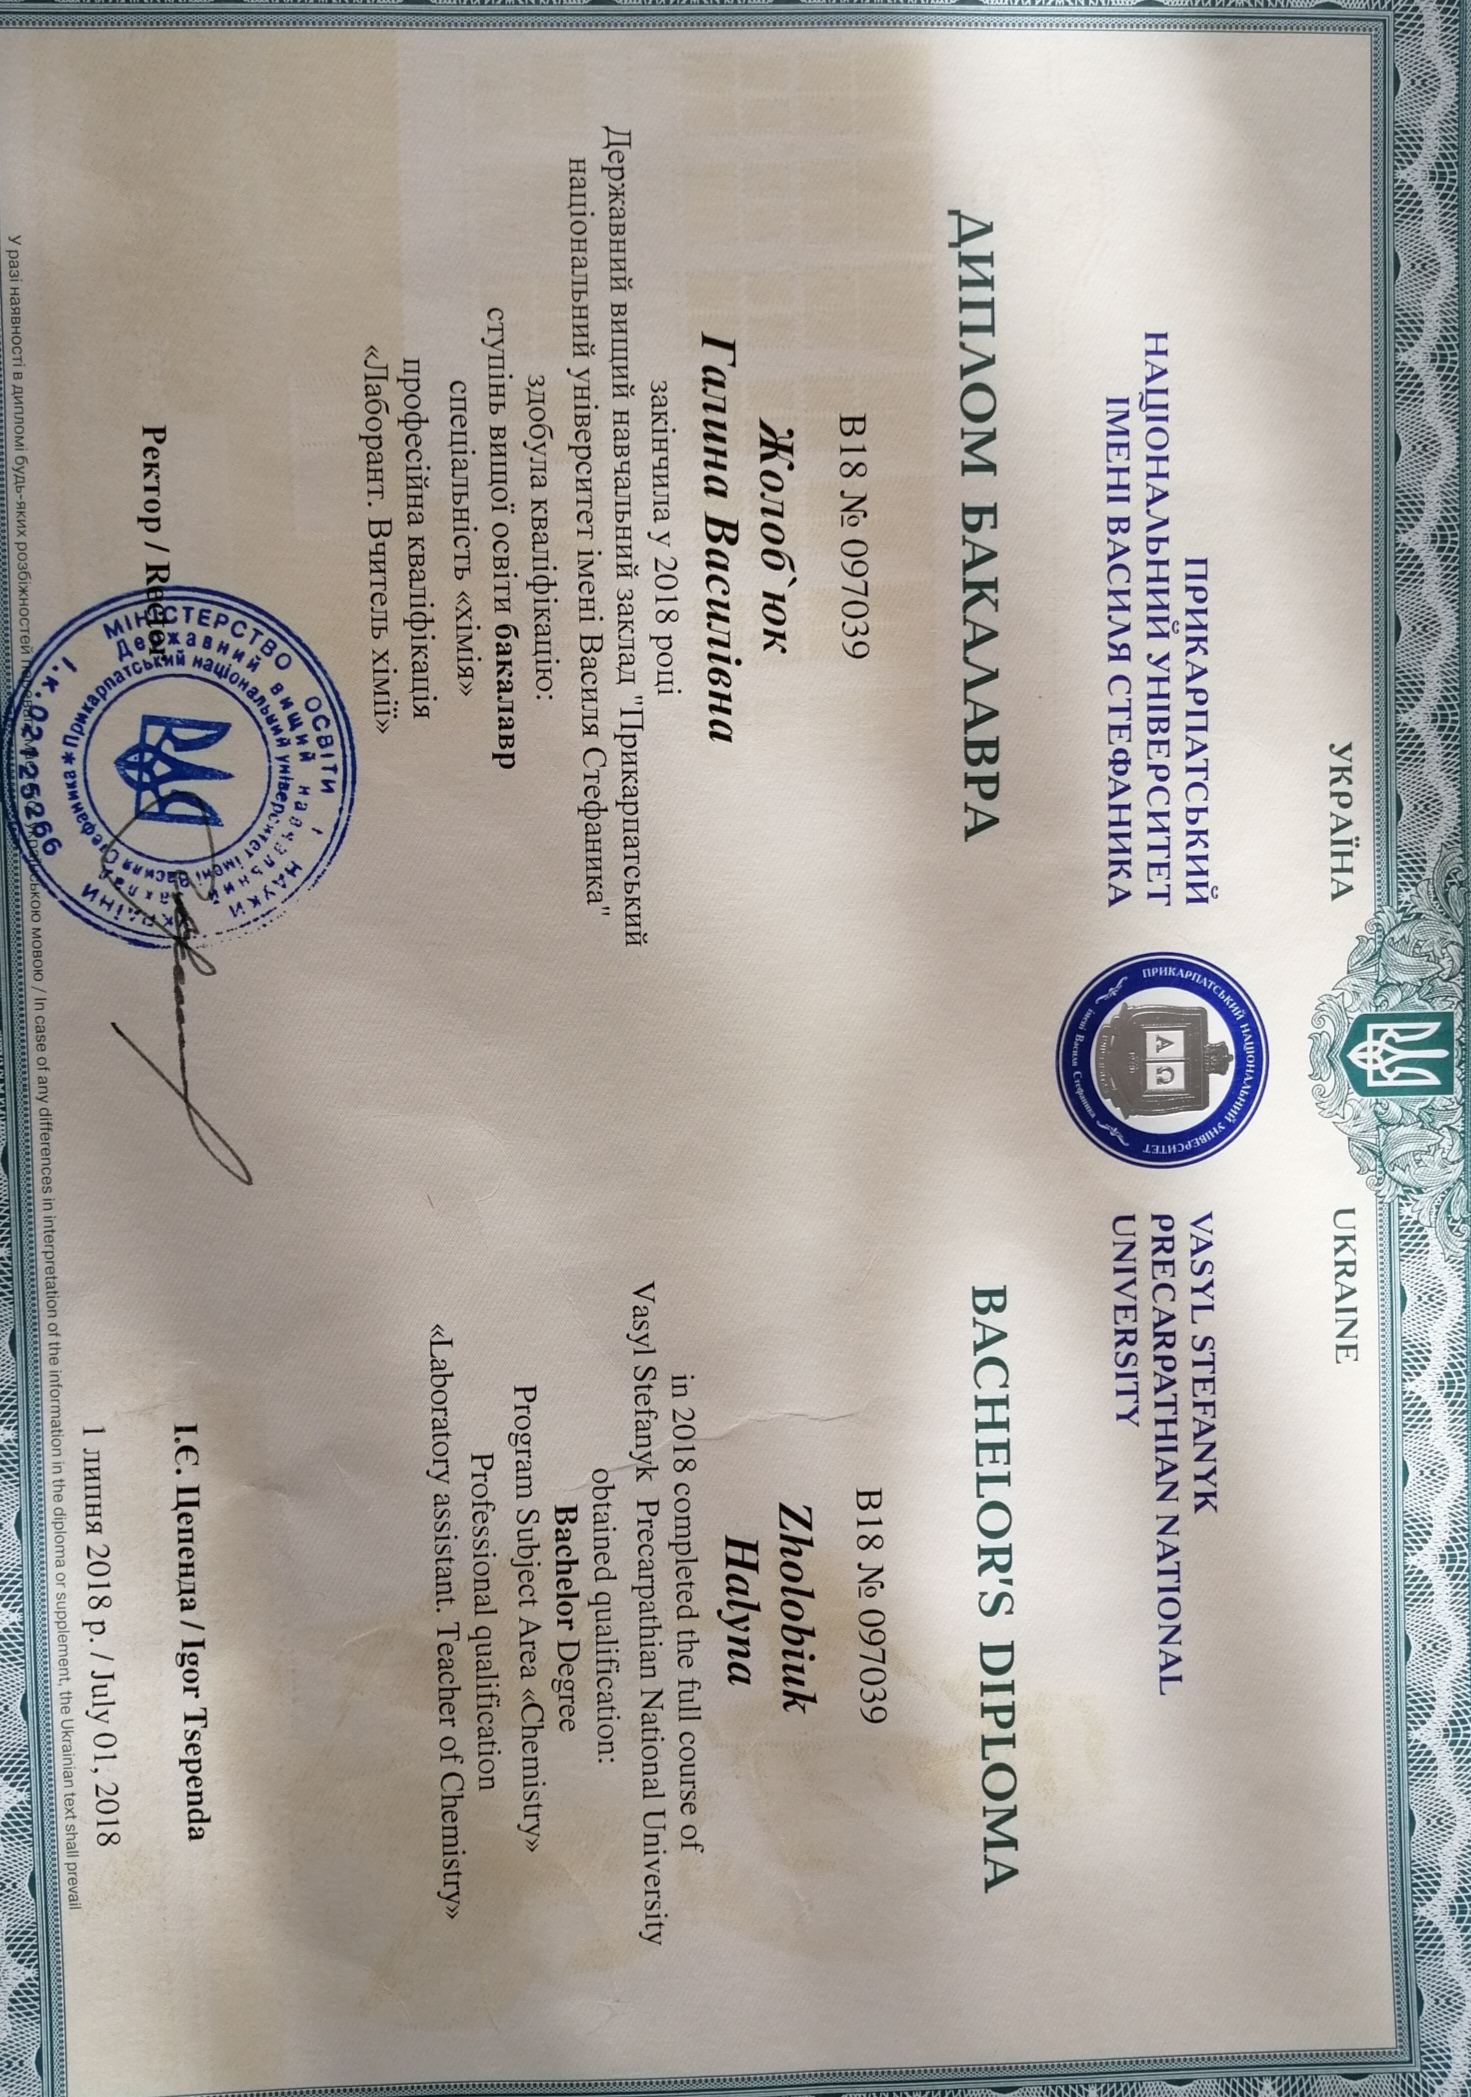 УКРАЇНА
ПРИКАРПАТСЬКИЙ
НАЦІОНАЛЬНИЙ УНІВЕРСИТЕТ
ІМЕНІ ВАСИЛЯ СТЕФАНИКА
ДИПЛОМ БАКАЛАВРА
В18 № 097039
Жолоб`юк
Галина Василівна
закінчила у 2018 році
Державний вищий навчальний заклад "Прикарпатський
національний університет імені Василя Стефаника"
здобула кваліфікацію:
ступінь вищої освіти бакалавр
спеціальність «хімія»
професійна кваліфікація
«Лаборант. Вчитель хімії»
ПРИКАРПАТСЬКИЙ НАЦІОНАЛЬНИЙ УНІВЕРСИТЕТ
імені Василя Стефаника
Α Ω
UKRAINE
VASYL STEFANYK
PRECARPATHIAN NATIONAL
UNIVERSITY
BACHELOR'S DIPLOMA
B18 № 097039
Zholobiuk
Halyna
in 2018 completed the full course of
Vasyl Stefanyk Precarpathian National University
obtained qualification:
Bachelor Degree
Program Subject Area «Chemistry»
Professional qualification
«Laboratory assistant. Teacher of Chemistry»
Ректор / Rector
І.Є. Цепенда / Igor Tsependa
1 липня 2018 р. / July 01, 2018
МІНІСТЕРСТВО ОСВІТИ І НАУКИ
Державний вищий навчальний
Прикарпатський національний університет імені Василя Стефаника
І.К. 02125266
У разі наявності в дипломі будь-яких розбіжностей мовою / In case of any differences in interpretation of the information in the diploma or supplement, the Ukrainian text shall prevail